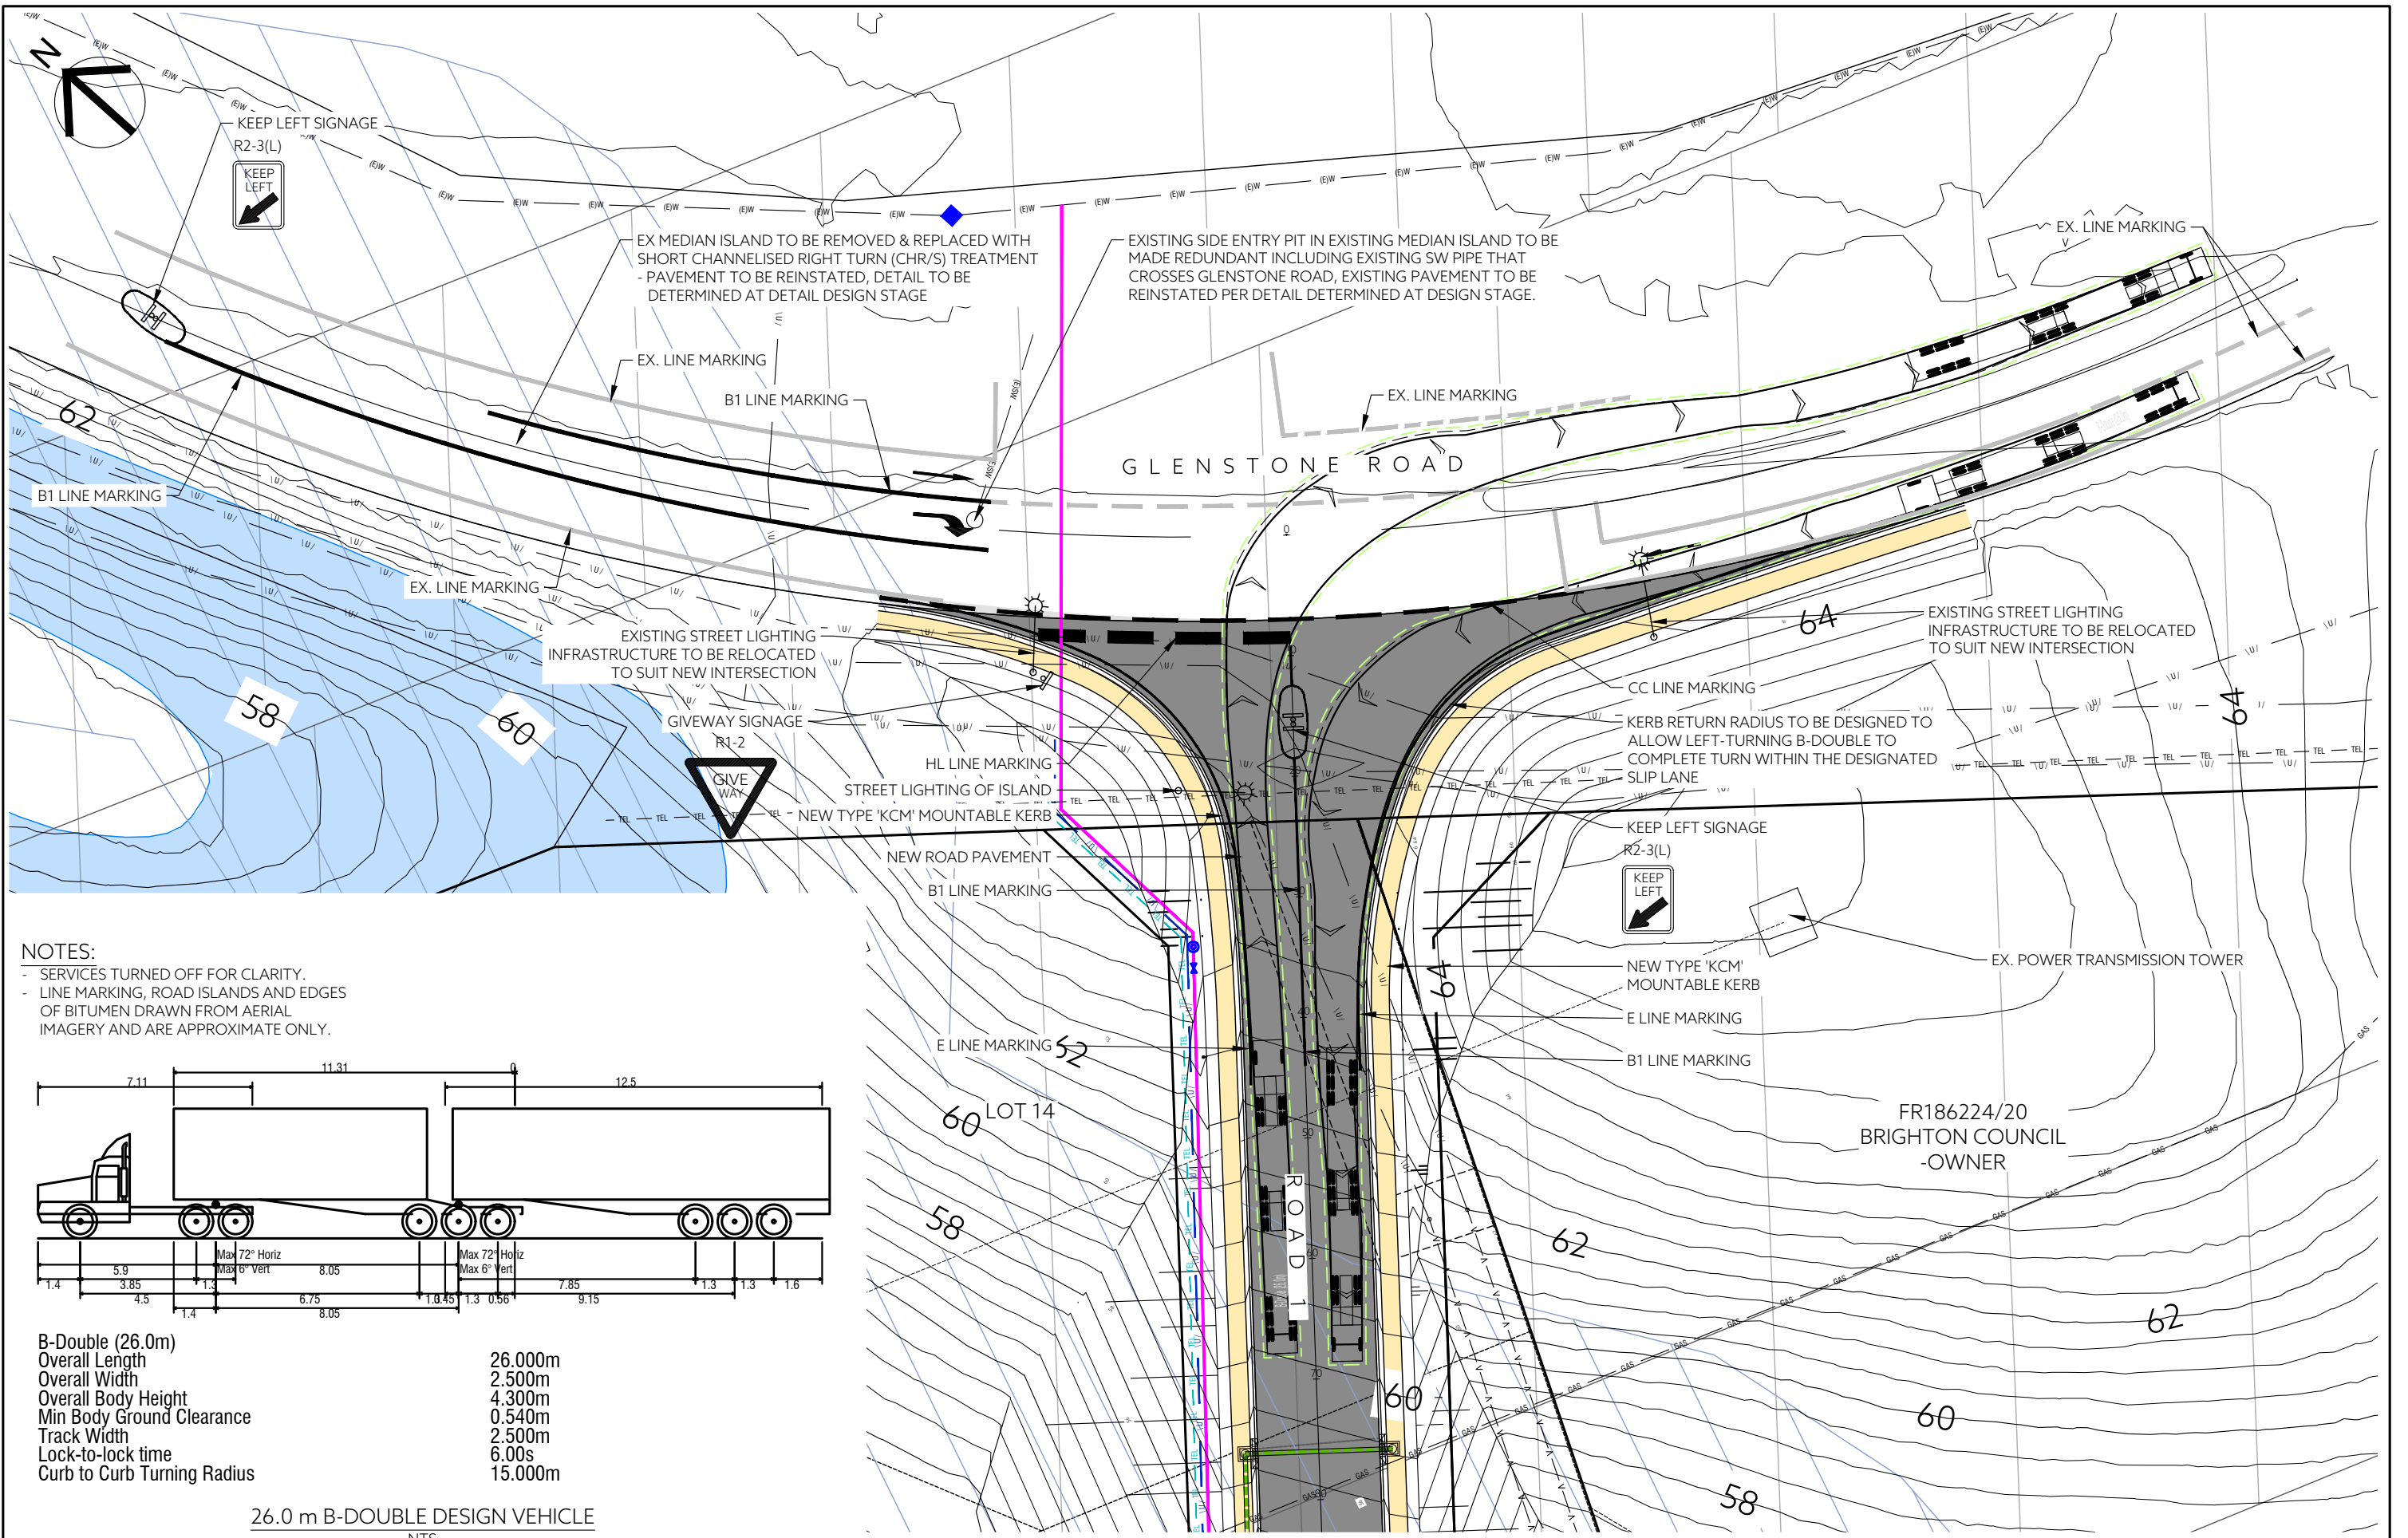 N
KEEP LEFT SIGNAGE
R2-3(L)
KEEP
LEFT
EX MEDIAN ISLAND TO BE REMOVED & REPLACED WITH
SHORT CHANNELISED RIGHT TURN (CHR/S) TREATMENT
- PAVEMENT TO BE REINSTATED, DETAIL TO BE
DETERMINED AT DETAIL DESIGN STAGE
EXISTING SIDE ENTRY PIT IN EXISTING MEDIAN ISLAND TO BE
MADE REDUNDANT INCLUDING EXISTING SW PIPE THAT
CROSSES GLENSTONE ROAD, EXISTING PAVEMENT TO BE
REINSTATED PER DETAIL DETERMINED AT DESIGN STAGE.
EX. LINE MARKING
EX. LINE MARKING
B1 LINE MARKING
EX. LINE MARKING
GLENSTONE ROAD
62
B1 LINE MARKING
EX. LINE MARKING
0
EXISTING STREET LIGHTING
INFRASTRUCTURE TO BE RELOCATED
TO SUIT NEW INTERSECTION
64
EXISTING STREET LIGHTING
INFRASTRUCTURE TO BE RELOCATED
TO SUIT NEW INTERSECTION
58
60
GIVEWAY SIGNAGE
R1-2
GIVE
WAY
CC LINE MARKING
64
KERB RETURN RADIUS TO BE DESIGNED TO
ALLOW LEFT-TURNING B-DOUBLE TO
COMPLETE TURN WITHIN THE DESIGNATED
SLIP LANE
HL LINE MARKING
STREET LIGHTING OF ISLAND
NEW TYPE 'KCM' MOUNTABLE KERB
KEEP LEFT SIGNAGE
R2-3(L)
KEEP
LEFT
NEW ROAD PAVEMENT
B1 LINE MARKING
EX. POWER TRANSMISSION TOWER
NEW TYPE 'KCM'
MOUNTABLE KERB
64
E LINE MARKING
E LINE MARKING
62
B1 LINE MARKING
NOTES:
- SERVICES TURNED OFF FOR CLARITY.
- LINE MARKING, ROAD ISLANDS AND EDGES
OF BITUMEN DRAWN FROM AERIAL
IMAGERY AND ARE APPROXIMATE ONLY.
11.31
0
7.11
12.5
Max 72° Horiz
Max 6° Vert
Max 72° Horiz
Max 6° Vert
5.9
8.05
1.4
3.85
1.3
7.85
1.3
1.3
1.6
4.5
6.75
1.3
0.56
9.15
1.4
8.05
60
LOT 14
58
ROAD 1
50
60
70
FR186224/20
BRIGHTON COUNCIL
-OWNER
62
62
60
60
58
B-Double (26.0m)
Overall Length 26.000m
Overall Width 2.500m
Overall Body Height 4.300m
Min Body Ground Clearance 0.540m
Track Width 2.500m
Lock-to-lock time 6.00s
Curb to Curb Turning Radius 15.000m
26.0 m B-DOUBLE DESIGN VEHICLE
NTS